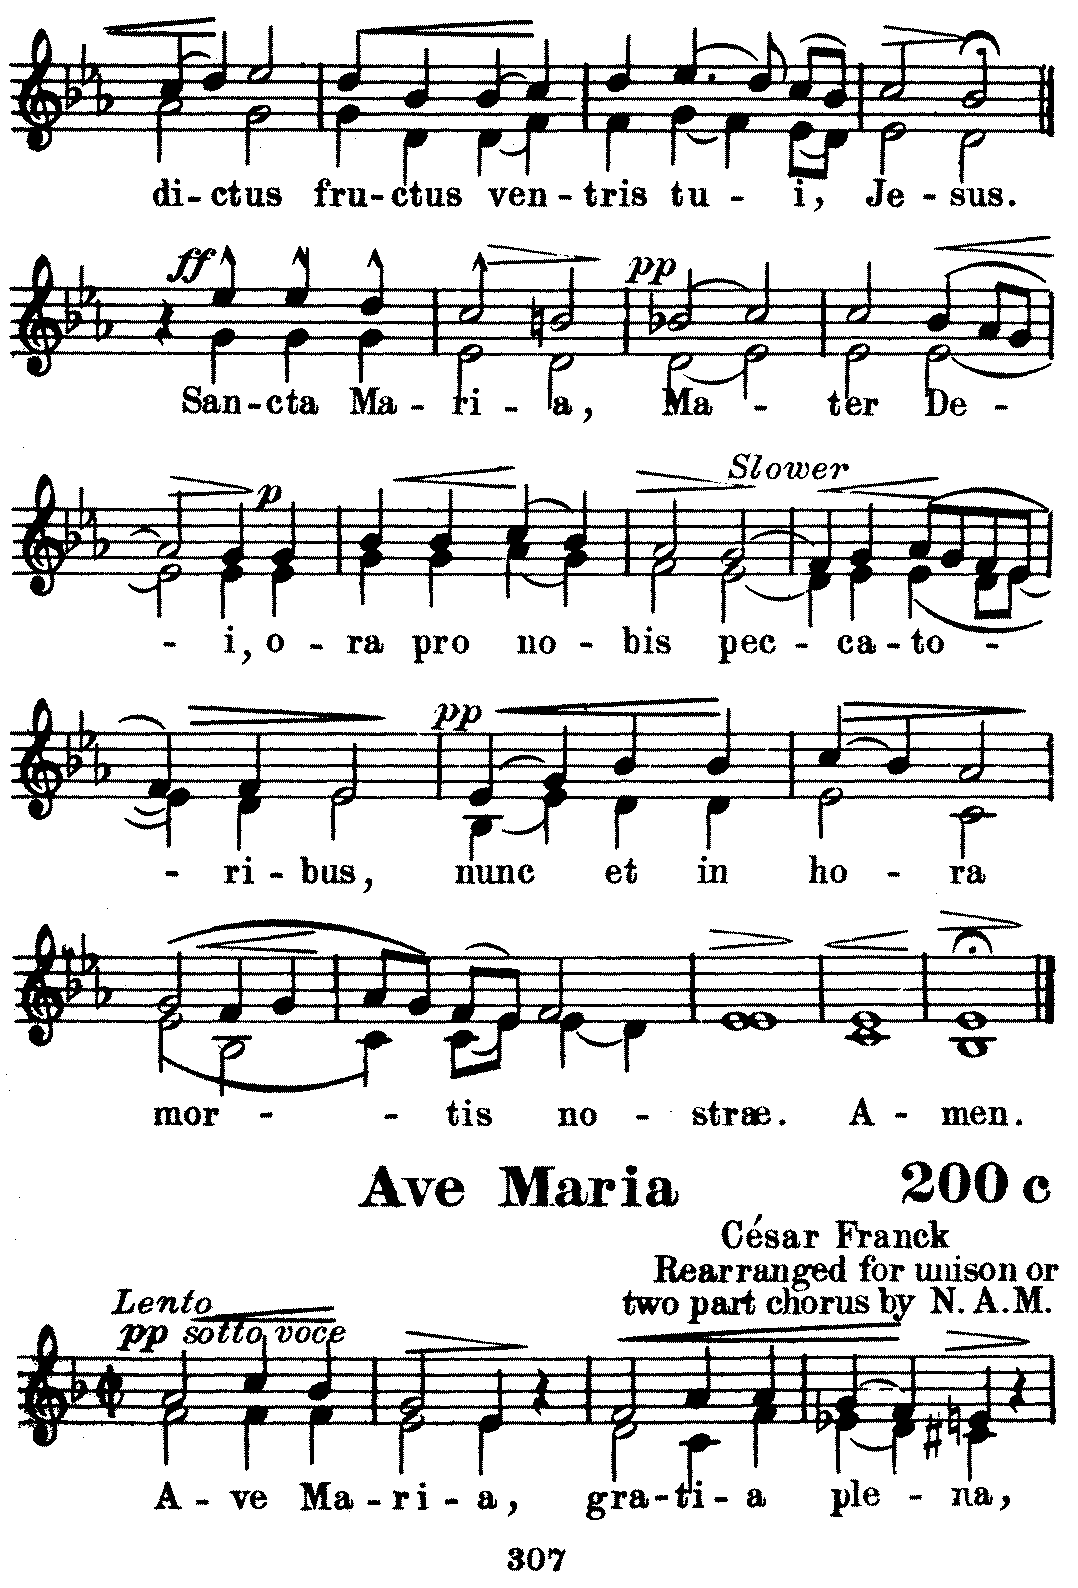 di-ctus fru-ctus ven-tris tu - i, Je - sus.
ff pp
San-cta Ma - ri - a, Ma - ter De -
p Slower
- i, o - ra pro no - bis pec - ca - to -
pp
- ri - bus, nunc et in ho - ra
mor - - tis no - stræ. A - men.
Ave Maria 200 c
César Franck
Rearranged for unison or
two part chorus by N. A. M.
Lento
pp sotto voce
A - ve Ma - ri - a, gra-ti-a ple - na,
307